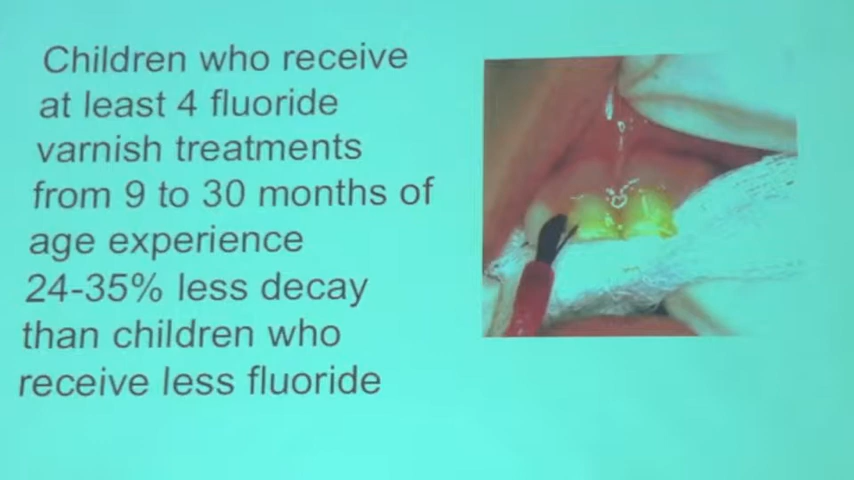 Children who receive
at least 4 fluoride
varnish treatments
from 9 to 30 months of
age experience
24-35% less decay
than children who
receive less fluoride